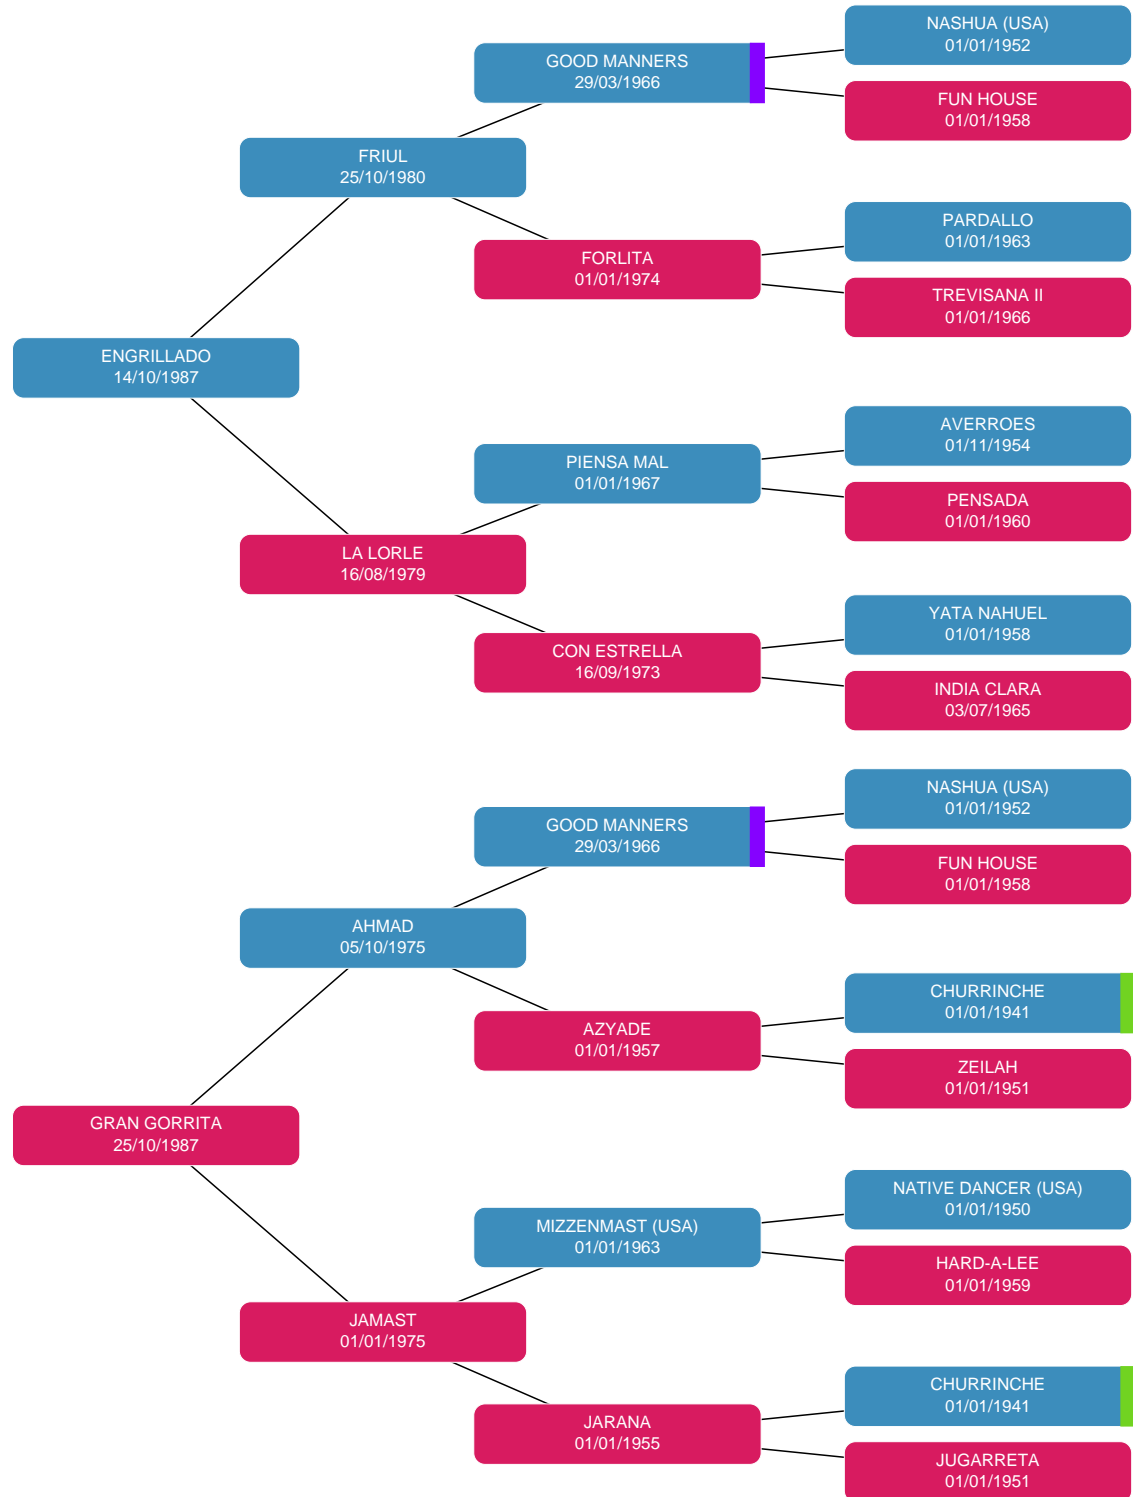 NASHUA (USA)
01/01/1952
GOOD MANNERS
29/03/1966
FUN HOUSE
01/01/1958
FRIUL
25/10/1980
PARDALLO
01/01/1963
FORLITA
01/01/1974
TREVISANA II
01/01/1966
ENGRILLADO
14/10/1987
AVERROES
01/11/1954
PIENSA MAL
01/01/1967
PENSADA
01/01/1960
LA LORLE
16/08/1979
YATA NAHUEL
01/01/1958
CON ESTRELLA
16/09/1973
INDIA CLARA
03/07/1965
NASHUA (USA)
01/01/1952
GOOD MANNERS
29/03/1966
FUN HOUSE
01/01/1958
AHMAD
05/10/1975
CHURRINCHE
01/01/1941
AZYADE
01/01/1957
ZEILAH
01/01/1951
GRAN GORRITA
25/10/1987
NATIVE DANCER (USA)
01/01/1950
MIZZENMAST (USA)
01/01/1963
HARD-A-LEE
01/01/1959
JAMAST
01/01/1975
CHURRINCHE
01/01/1941
JARANA
01/01/1955
JUGARRETA
01/01/1951